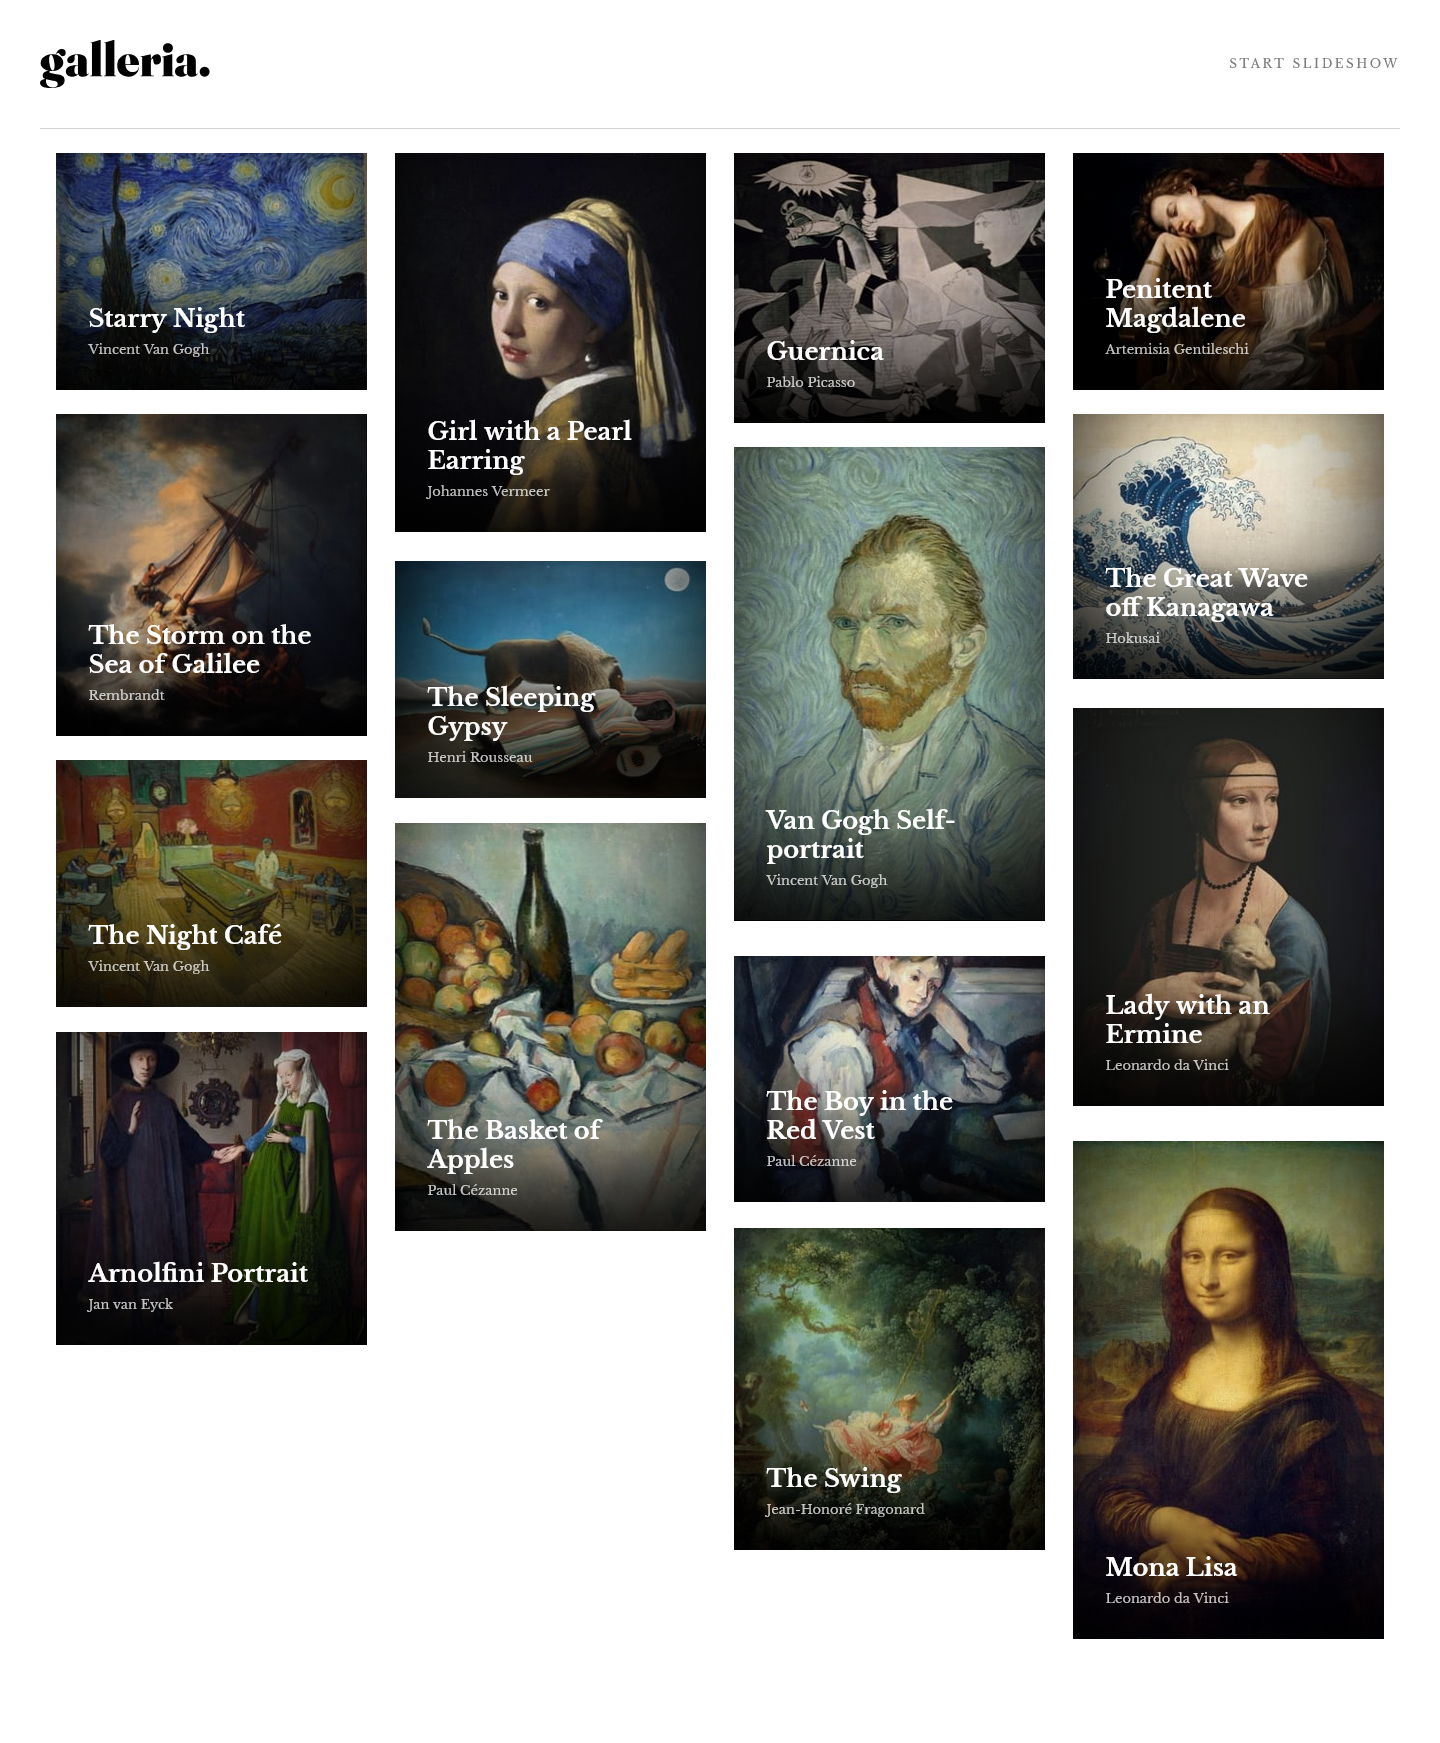 galleria.
START SLIDESHOW
Starry Night
Vincent Van Gogh
The Storm on the
Sea of Galilee
Rembrandt
The Night Café
Vincent Van Gogh
Arnolfini Portrait
Jan van Eyck
Girl with a Pearl
Earring
Johannes Vermeer
The Sleeping
Gypsy
Henri Rousseau
The Basket of
Apples
Paul Cézanne
Guernica
Pablo Picasso
Van Gogh Self-
portrait
Vincent Van Gogh
The Boy in the
Red Vest
Paul Cézanne
The Swing
Jean-Honoré Fragonard
Penitent
Magdalene
Artemisia Gentileschi
The Great Wave
off Kanagawa
Hokusai
Lady with an
Ermine
Leonardo da Vinci
Mona Lisa
Leonardo da Vinci